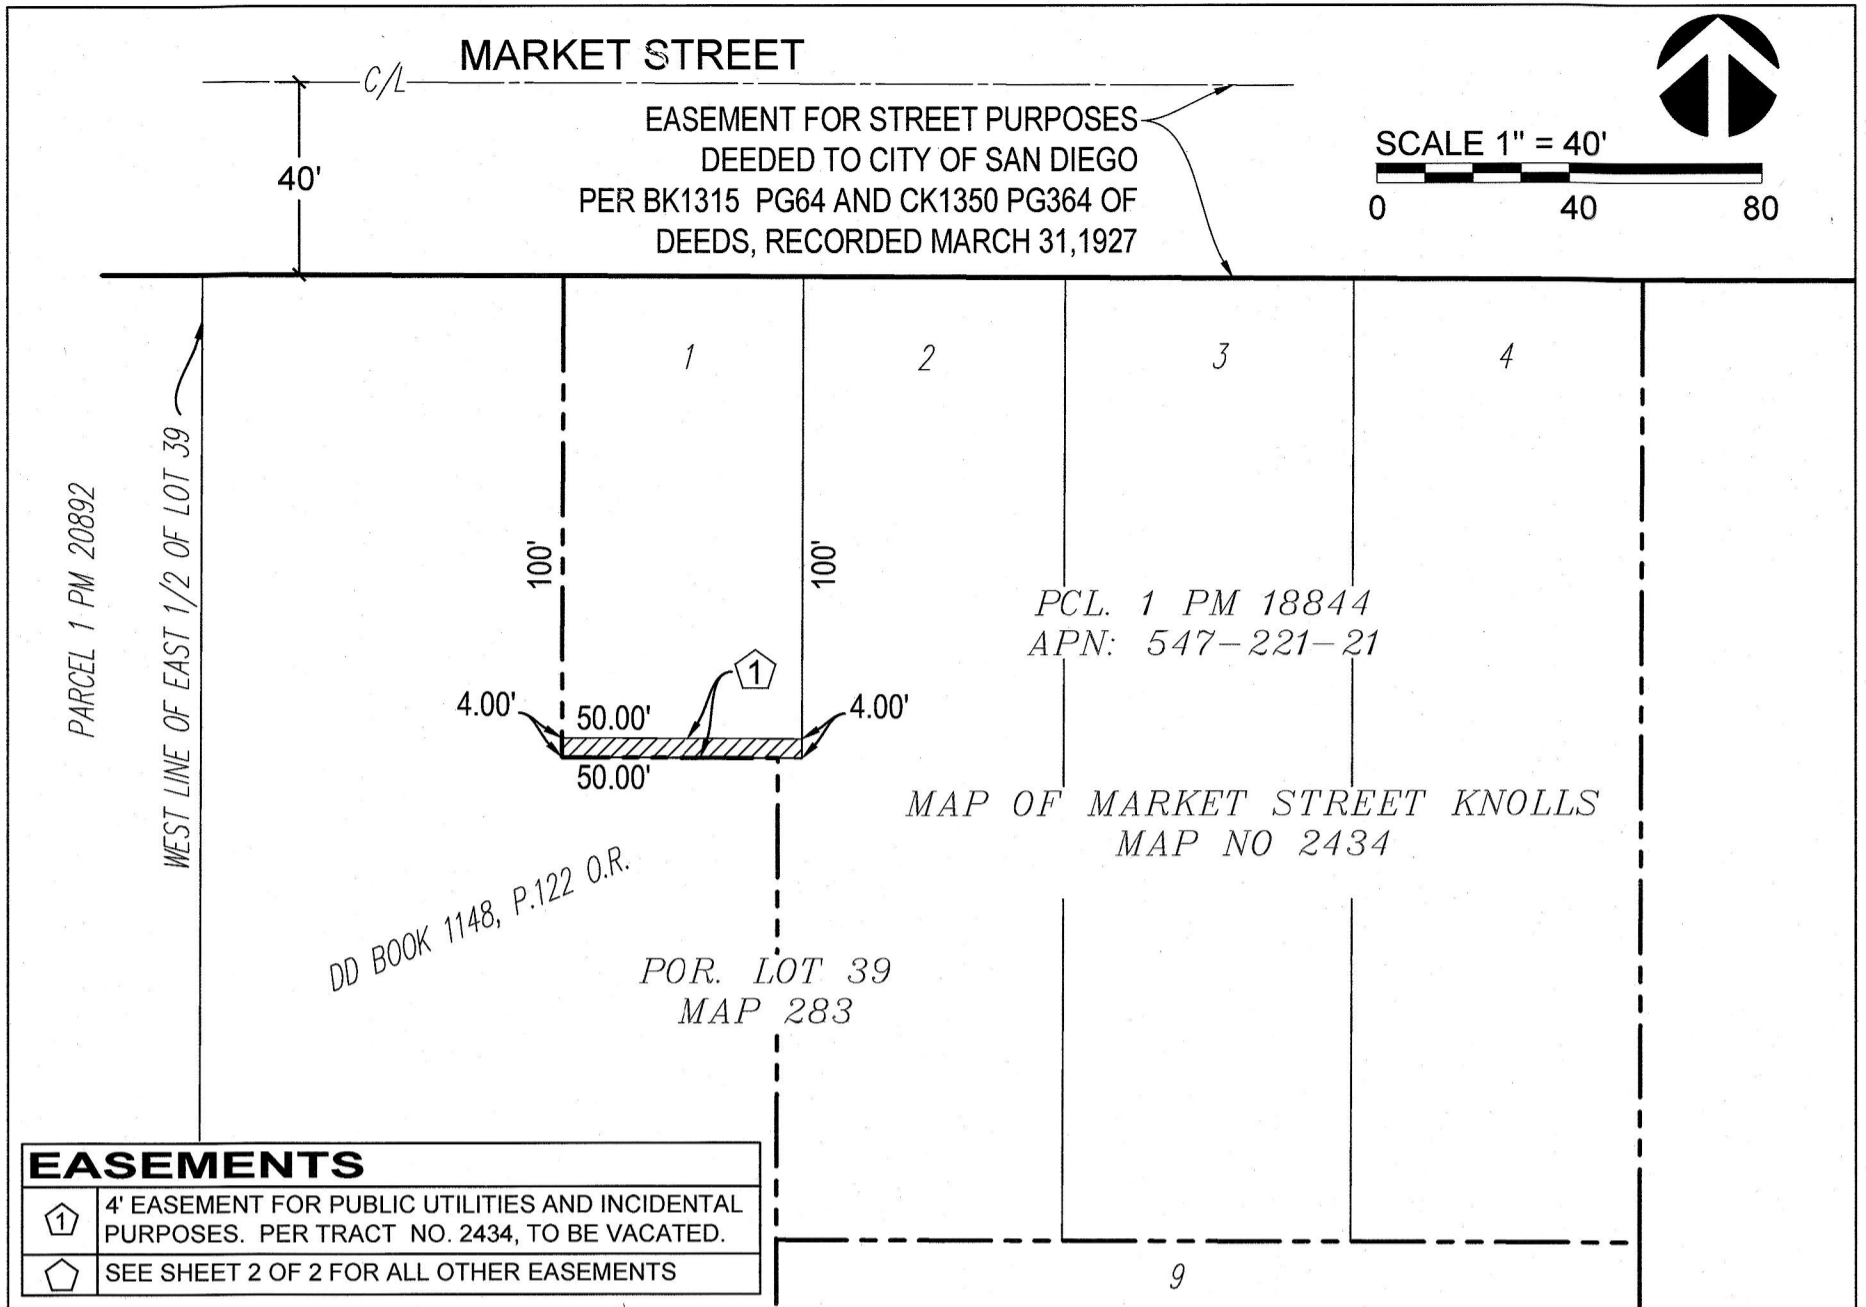 MARKET STREET
C/L
EASEMENT FOR STREET PURPOSES
DEEDED TO CITY OF SAN DIEGO
PER BK1315 PG64 AND CK1350 PG364 OF
DEEDS, RECORDED MARCH 31,1927
40'
SCALE 1" = 40'
0 40 80
1
2
3
4
PARCEL 1 PM 20892
WEST LINE OF EAST 1/2 OF LOT 39
100'
100'
PCL. 1 PM 18844
APN: 547-221-21
1
4.00'
50.00'
4.00'
50.00'
MAP OF MARKET STREET KNOLLS
MAP NO 2434
DD BOOK 1148, P.122 O.R.
POR. LOT 39
MAP 283
EASEMENTS
1
4' EASEMENT FOR PUBLIC UTILITIES AND INCIDENTAL
PURPOSES. PER TRACT NO. 2434, TO BE VACATED.
SEE SHEET 2 OF 2 FOR ALL OTHER EASEMENTS
9